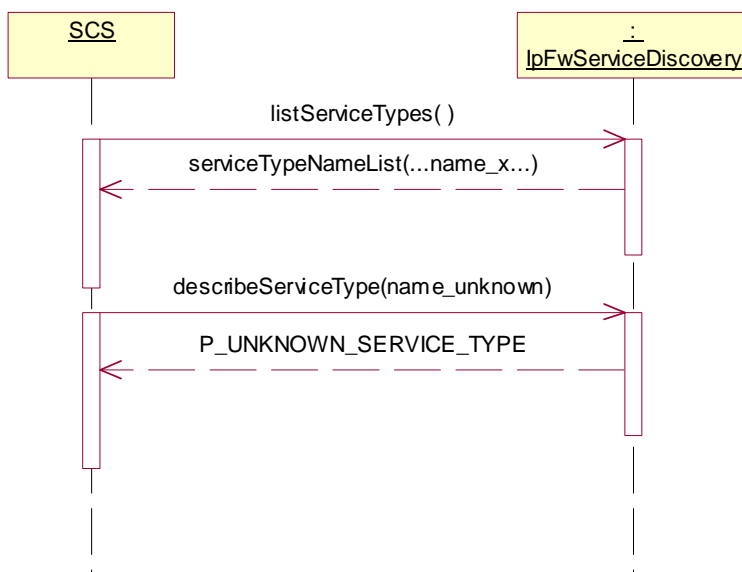 SCS
:
IpFwServiceDiscovery
listServiceTypes( )
serviceTypeNameList(...name_x...)
describeServiceType(name_unknown)
P_UNKNOWN_SERVICE_TYPE